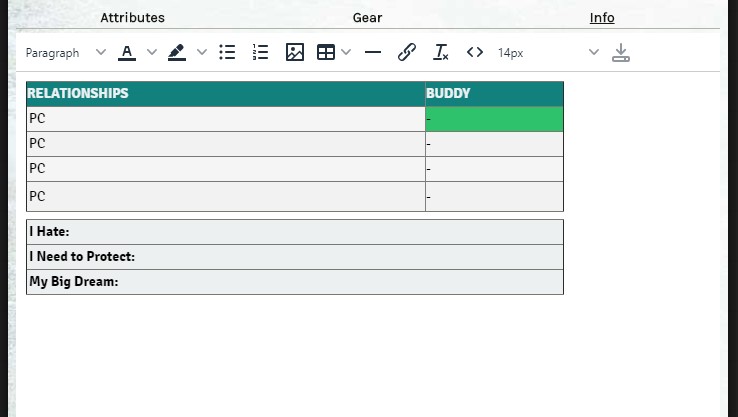 Attributes Gear Info
Paragraph A 14px
RELATIONSHIPS BUDDY
PC -
PC -
PC -
PC -
I Hate:
I Need to Protect:
My Big Dream: